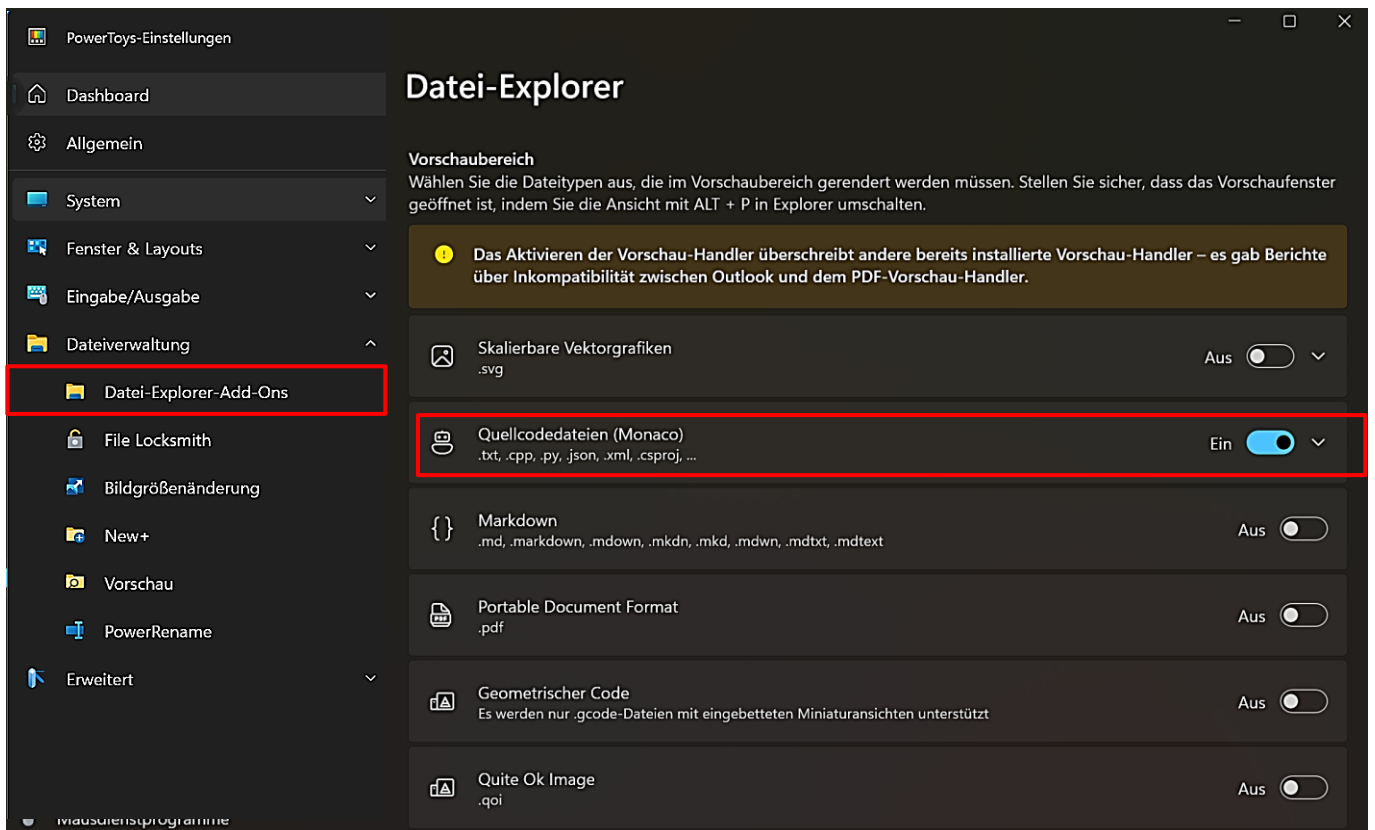 PowerToys-Einstellungen
Dashboard
Allgemein
System
Fenster & Layouts
Eingabe/Ausgabe
Dateiverwaltung
Datei-Explorer-Add-Ons
File Locksmith
Bildgrößenänderung
New+
Vorschau
PowerRename
Erweitert
Mausdienstprogramme
Datei-Explorer
Vorschaubereich
Wählen Sie die Dateitypen aus, die im Vorschaubereich gerendert werden müssen. Stellen Sie sicher, dass das Vorschaufenster
geöffnet ist, indem Sie die Ansicht mit ALT + P in Explorer umschalten.
Das Aktivieren der Vorschau-Handler überschreibt andere bereits installierte Vorschau-Handler – es gab Berichte
über Inkompatibilität zwischen Outlook und dem PDF-Vorschau-Handler.
Skalierbare Vektorgrafiken
.svg
Aus
Quellcodedateien (Monaco)
.txt, .cpp, .py, .json, .xml, .csproj, ...
Ein
Markdown
.md, .markdown, .mdown, .mkdn, .mkd, .mdwn, .mdtxt, .mdtext
Aus
Portable Document Format
.pdf
Aus
Geometrischer Code
Es werden nur .gcode-Dateien mit eingebetteten Miniaturansichten unterstützt
Aus
Quite Ok Image
.qoi
Aus